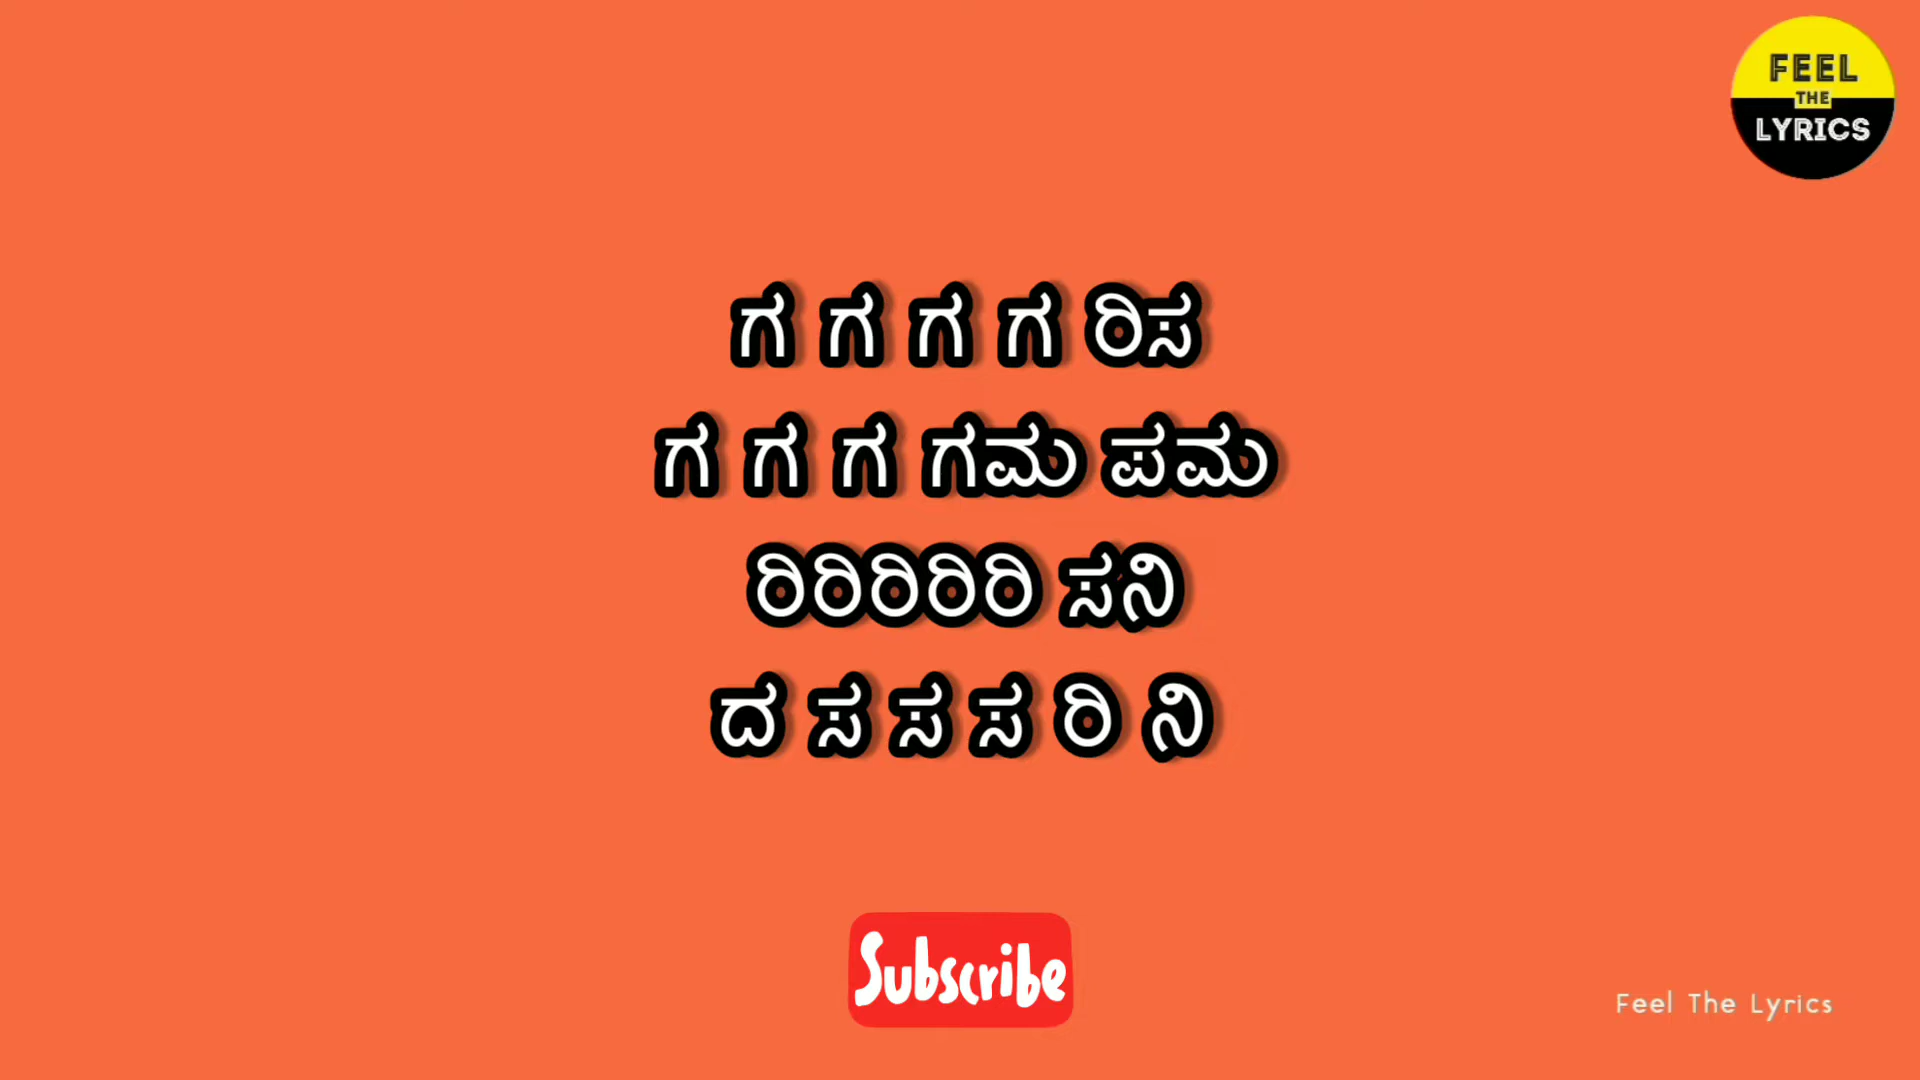 FEEL
THE
LYRICS
ಗ ಗ ಗ ಗ ರಿಸ
ಗ ಗ ಗ ಗಮ ಪಮ
ರಿರಿರಿರಿರಿ ಸನಿ
ದ ಸ ಸ ಸ ರಿ ನಿ
Subscribe
Feel The Lyrics